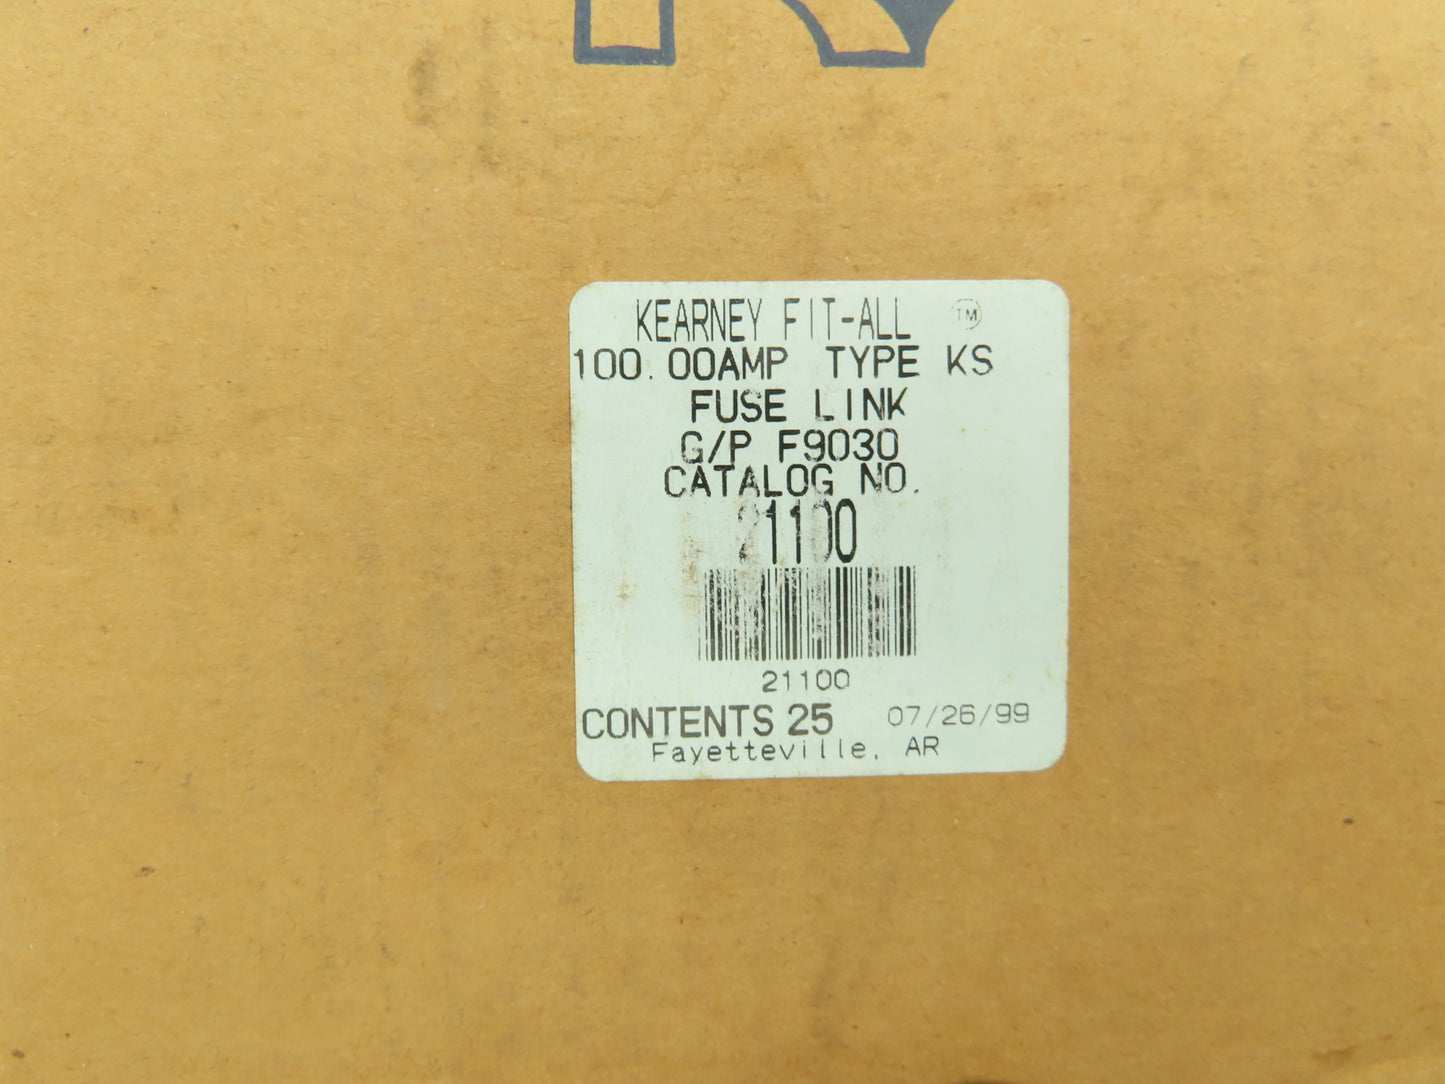 KEARNEY FIT-ALL TM
100.00AMP TYPE KS
FUSE LINK
G/P F9030
CATALOG NO.
21100
21100
CONTENTS 25 07/26/99
Fayetteville, AR